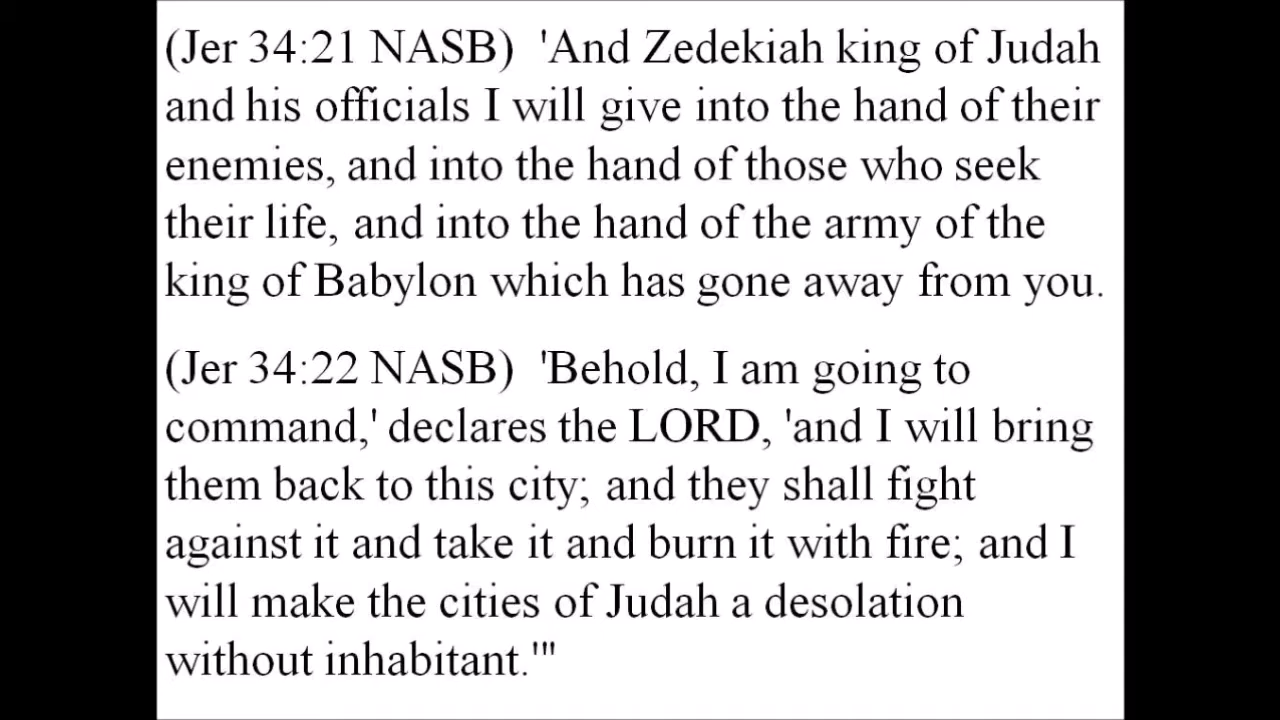 (Jer 34:21 NASB)  'And Zedekiah king of Judah
and his officials I will give into the hand of their
enemies, and into the hand of those who seek
their life, and into the hand of the army of the
king of Babylon which has gone away from you.
(Jer 34:22 NASB)  'Behold, I am going to
command,' declares the LORD, 'and I will bring
them back to this city; and they shall fight
against it and take it and burn it with fire; and I
will make the cities of Judah a desolation
without inhabitant.'"